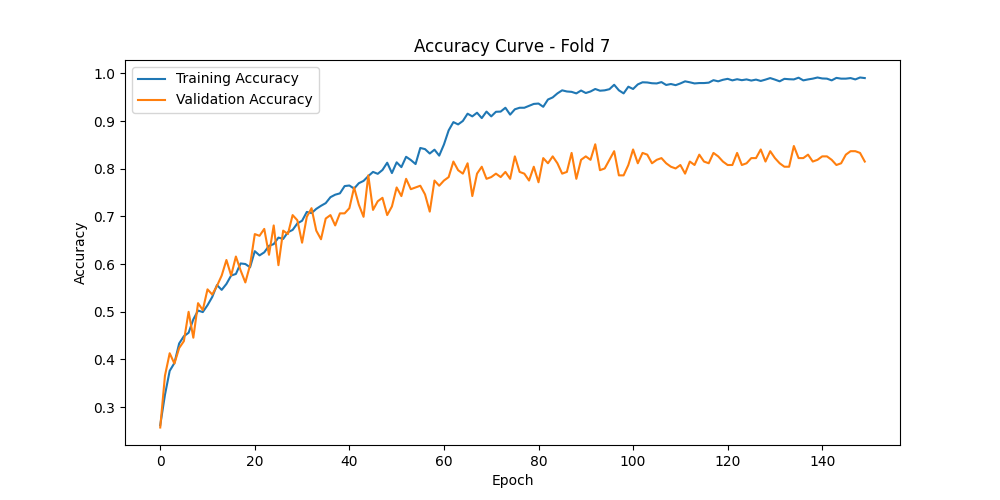 Accuracy Curve - Fold 7
Training Accuracy
Validation Accuracy
Accuracy
1.0
0.9
0.8
0.7
0.6
0.5
0.4
0.3
0 20 40 60 80 100 120 140
Epoch